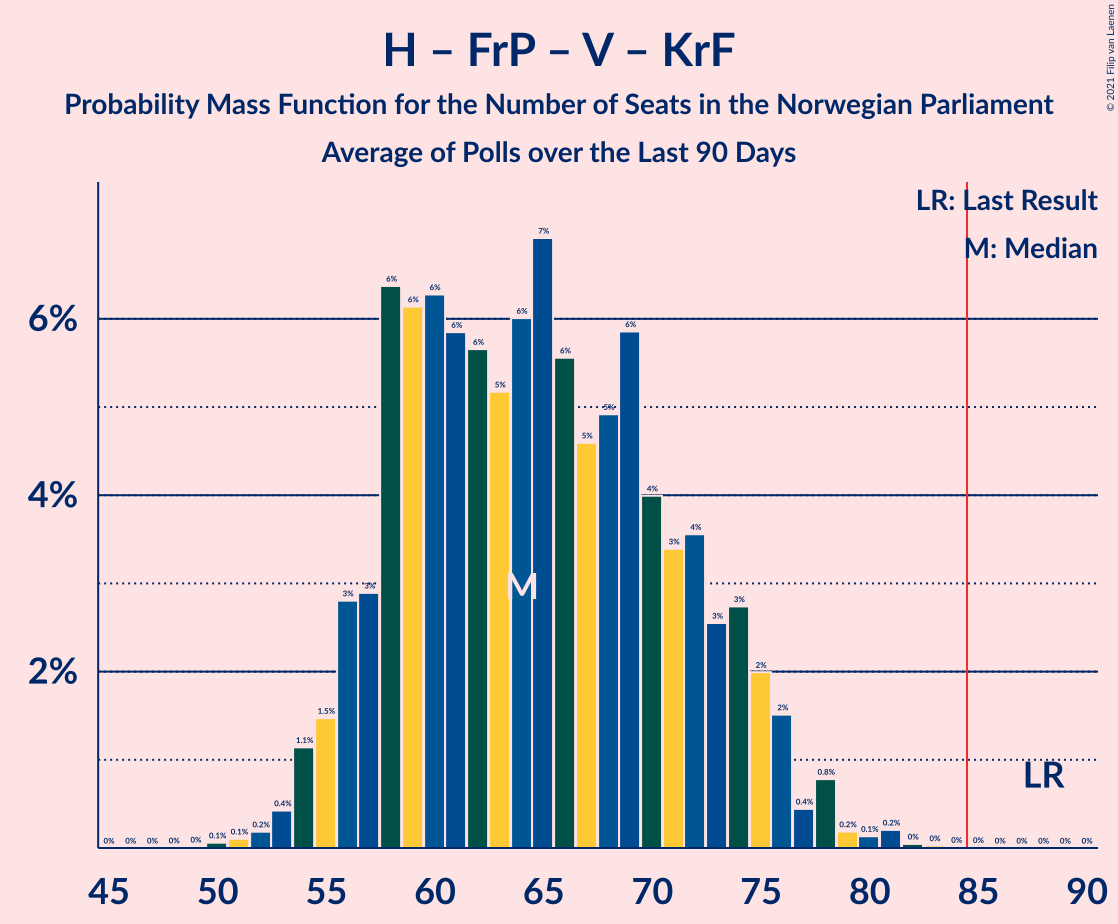 H – FrP – V – KrF
Probability Mass Function for the Number of Seats in the Norwegian Parliament
Average of Polls over the Last 90 Days
© 2021 Filip van Laenen
LR: Last Result
M: Median
6%
4%
2%
0% 0% 0% 0% 0% 0.1% 0.1% 0.2% 0.4% 1.1% 1.5% 3% 3% 6% 6% 6% 6% 6% 5% 6% 7% 6% 5% 5% 6% 4% 3% 4% 3% 3% 2% 2% 0.4% 0.8% 0.2% 0.1% 0.2% 0% 0% 0% 0% 0% 0% 0% 0% 0%
M
LR
45 50 55 60 65 70 75 80 85 90